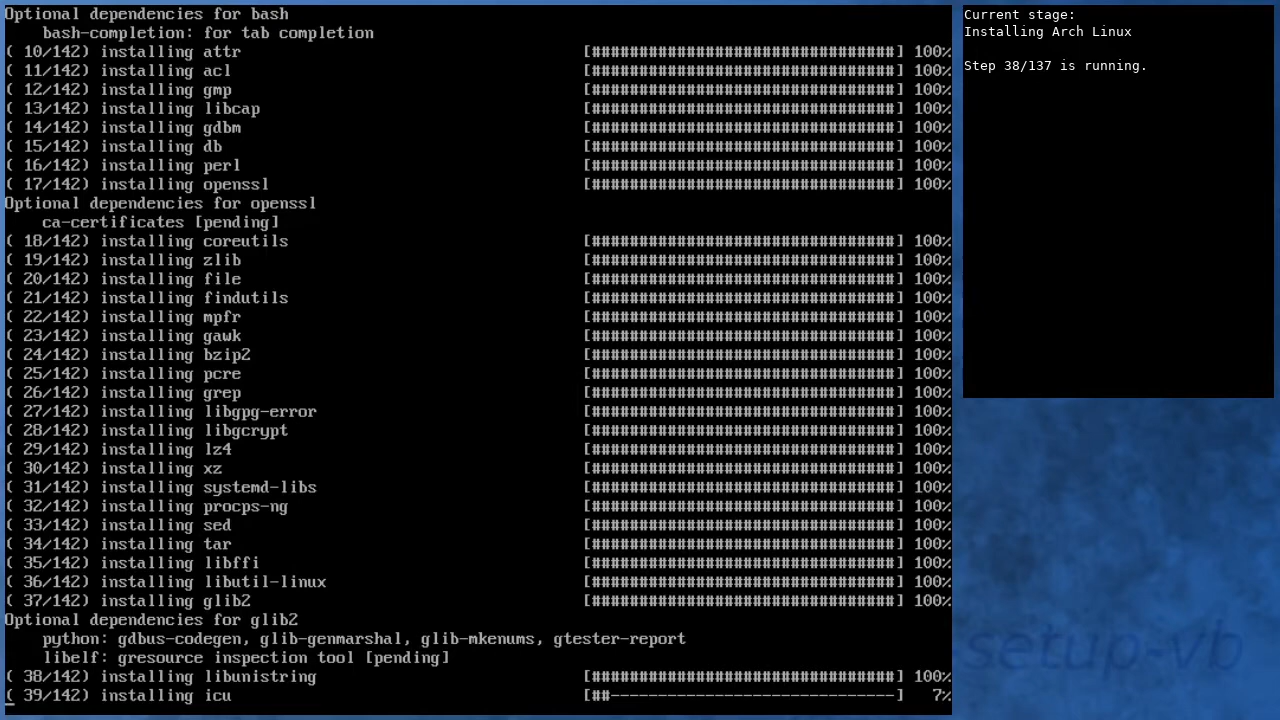 Optional dependencies for bash
    bash-completion: for tab completion
( 10/142) installing attr [################################] 100%
( 11/142) installing acl [################################] 100%
( 12/142) installing gmp [################################] 100%
( 13/142) installing libcap [################################] 100%
( 14/142) installing gdbm [################################] 100%
( 15/142) installing db [################################] 100%
( 16/142) installing perl [################################] 100%
( 17/142) installing openssl [################################] 100%
Optional dependencies for openssl
    ca-certificates [pending]
( 18/142) installing coreutils [################################] 100%
( 19/142) installing zlib [################################] 100%
( 20/142) installing file [################################] 100%
( 21/142) installing findutils [################################] 100%
( 22/142) installing mpfr [################################] 100%
( 23/142) installing gawk [################################] 100%
( 24/142) installing bzip2 [################################] 100%
( 25/142) installing pcre [################################] 100%
( 26/142) installing grep [################################] 100%
( 27/142) installing libgpg-error [################################] 100%
( 28/142) installing libgcrypt [################################] 100%
( 29/142) installing lz4 [################################] 100%
( 30/142) installing xz [################################] 100%
( 31/142) installing systemd-libs [################################] 100%
( 32/142) installing procps-ng [################################] 100%
( 33/142) installing sed [################################] 100%
( 34/142) installing tar [################################] 100%
( 35/142) installing libffi [################################] 100%
( 36/142) installing libutil-linux [################################] 100%
( 37/142) installing glib2 [################################] 100%
Optional dependencies for glib2
    python: gdbus-codegen, glib-genmarshal, glib-mkenums, gtester-report
    libelf: gresource inspection tool [pending]
( 38/142) installing libunistring [################################] 100%
( 39/142) installing icu [##------------------------------] 7%
Current stage:
Installing Arch Linux
Step 38/137 is running.
setup-vb